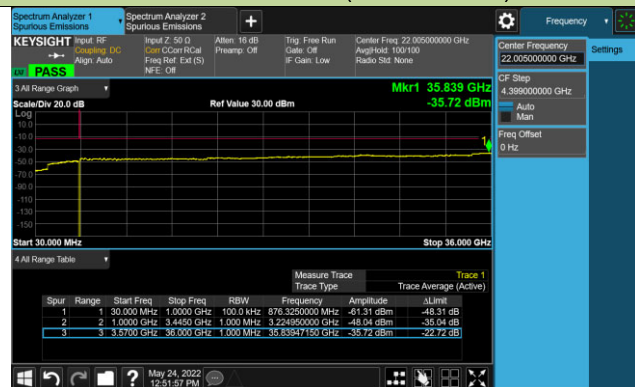 Spectrum Analyzer 1
Spurious Emissions
Spectrum Analyzer 2
Spurious Emissions
Frequency
KEYSIGHT
Input: RF
Coupling: DC
Align: Auto
Input Z: 50 Ω
Corr CCorr RCal
Freq Ref: Ext (S)
NFE: Off
Atten: 16 dB
Preamp: Off
Trig: Free Run
Gate: Off
IF Gain: Low
Center Freq: 22.005000000 GHz
Avg|Hold: 100/100
Radio Std: None
PASS
Center Frequency
22.005000000 GHz
Settings
CF Step
4.399000000 GHz
Auto
Man
Freq Offset
0 Hz
3 All Range Graph
Mkr1 35.839 GHz
Scale/Div 20.0 dB
Ref Value 30.00 dBm
-35.72 dBm
Log
10.0
-10.0
-30.0
-50.0
-70.0
-90.0
-110
-130
-150
1
Start 30.000 MHz
Stop 36.000 GHz
4 All Range Table
Measure Trace Trace 1
Trace Type Trace Average (Active)
Spur Range Start Freq Stop Freq RBW Frequency Amplitude ΔLimit
1 1 30.000 MHz 1.0000 GHz 100.0 kHz 876.3250000 MHz -61.31 dBm -48.31 dB
2 2 1.0000 GHz 3.4450 GHz 1.000 MHz 3.224950000 GHz -48.04 dBm -35.04 dB
3 3 3.5700 GHz 36.000 GHz 1.000 MHz 35.83947150 GHz -35.72 dBm -22.72 dB
May 24, 2022
12:51:57 PM